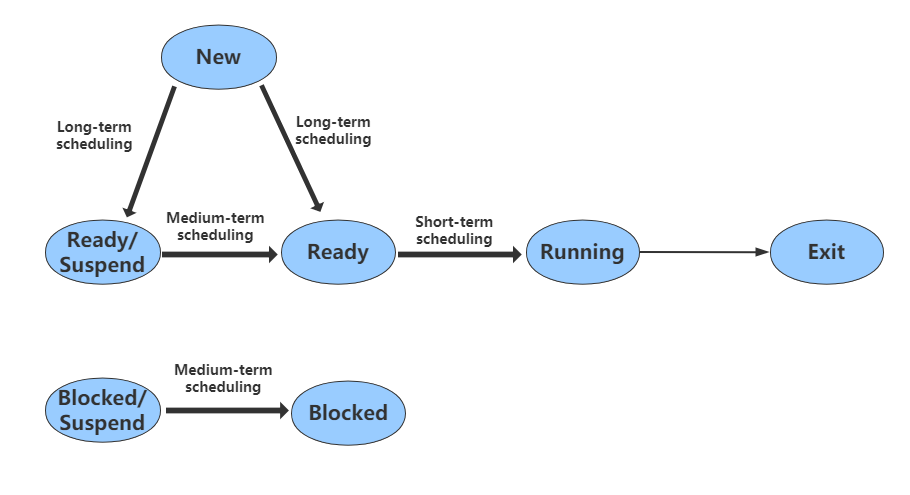 New
Long-term
scheduling
Long-term
scheduling
Ready/
Suspend
Medium-term
scheduling
Ready
Short-term
scheduling
Running
Exit
Blocked/
Suspend
Medium-term
scheduling
Blocked